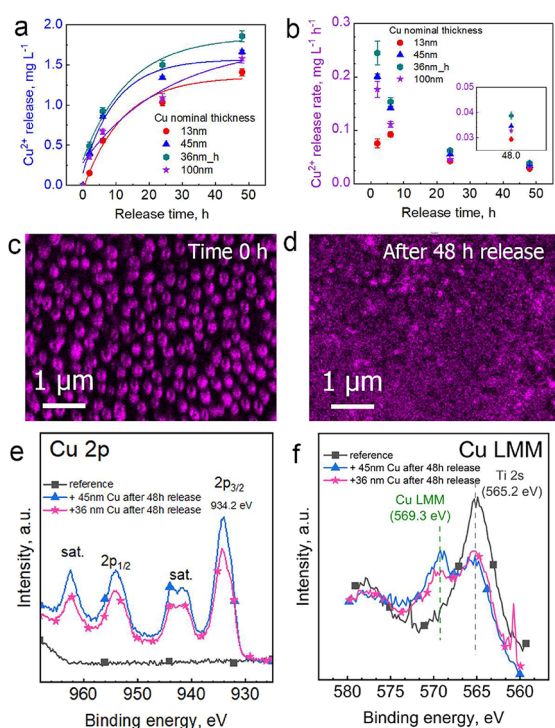 a
Cu²⁺ release, mg L⁻¹
2.0
1.5
1.0
0.5
0.0
0 10 20 30 40 50
Release time, h
Cu nominal thickness
13nm
45nm
36nm_h
100nm
b
Cu²⁺ release rate, mg L⁻¹ h⁻¹
0.3
0.2
0.1
0.0
0 10 20 30 40 50
Release time, h
Cu nominal thickness
13nm
45nm
36nm_h
100nm
0.05
0.04
0.03
48.0
c
Time 0 h
1 µm
d
After 48 h release
1 µm
e
Cu 2p
reference
+ 45nm Cu after 48h release
+36 nm Cu after 48h release
2p3/2
934.2 eV
sat.
2p1/2
sat.
Intensity, a.u.
960 950 940 930
Binding energy, eV
f
Cu LMM
reference
+ 45nm Cu after 48h release
+36 nm Cu after 48h release
Ti 2s
(565.2 eV)
Cu LMM
(569.3 eV)
Intensity, a.u.
580 575 570 565 560
Binding energy, eV